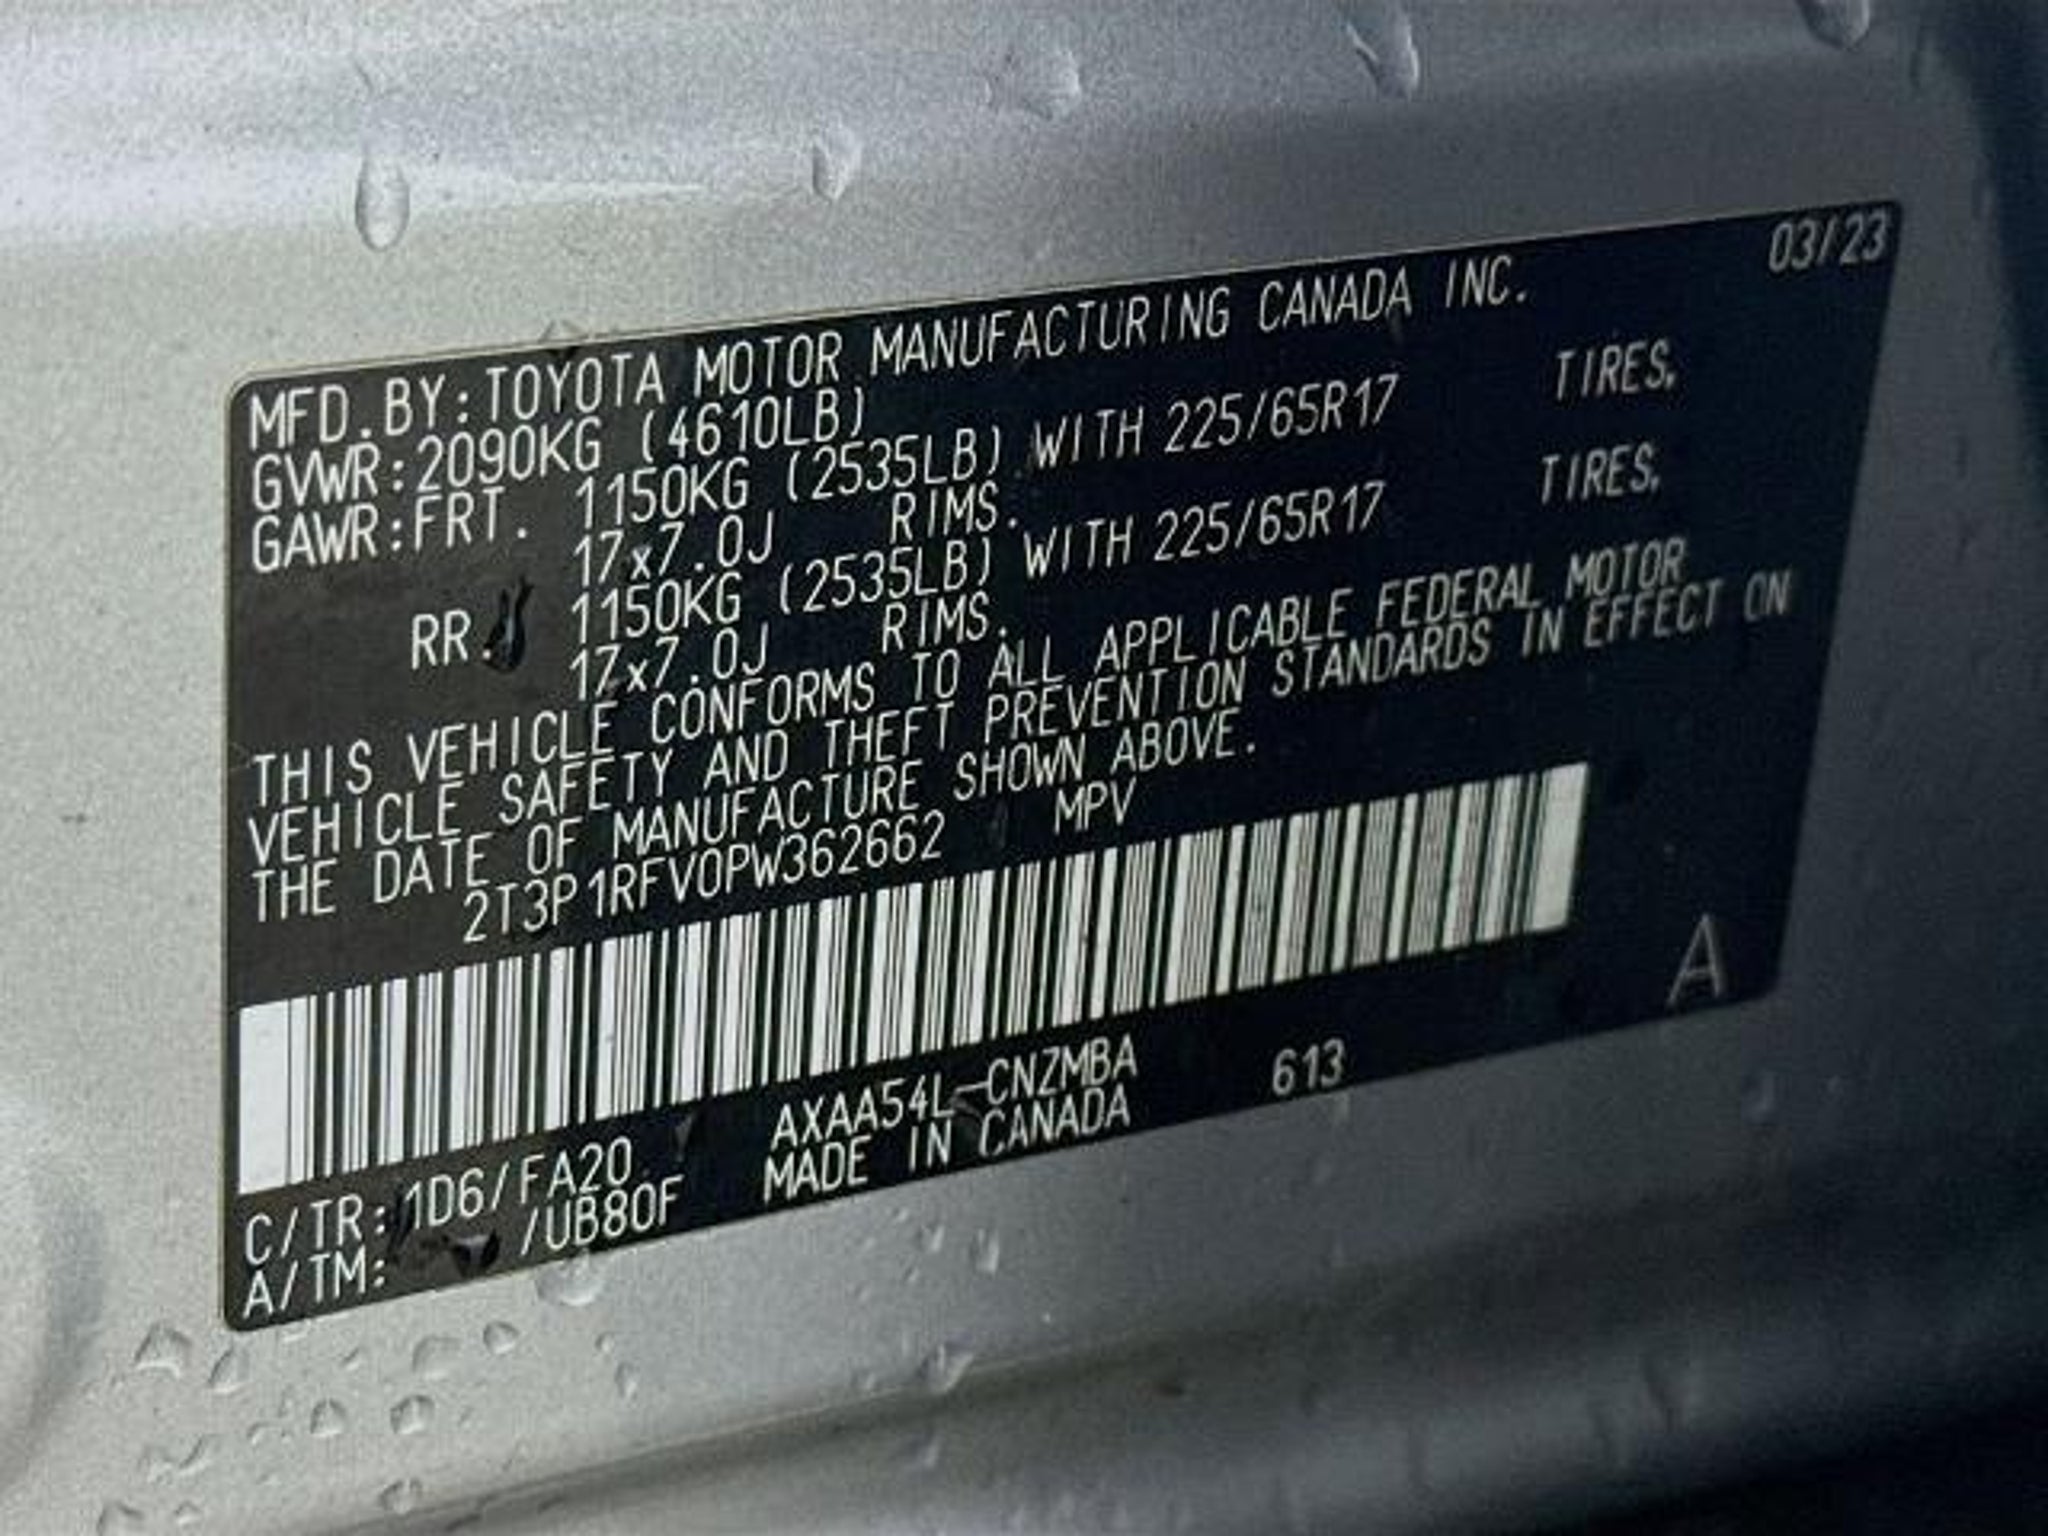 03/23
MFD.BY:TOYOTA MOTOR MANUFACTURING CANADA INC.
GVWR:2090KG (4610LB)
GAWR:FRT. 1150KG (2535LB) WITH 225/65R17 TIRES,
17x7.0J RIMS.
RR. 1150KG (2535LB) WITH 225/65R17 TIRES,
17x7.0J RIMS.
THIS VEHICLE CONFORMS TO ALL APPLICABLE FEDERAL MOTOR
VEHICLE SAFETY AND THEFT PREVENTION STANDARDS IN EFFECT ON
THE DATE OF MANUFACTURE SHOWN ABOVE.
2T3P1RFV0PW362662 MPV
A
C/TR:1D6/FA20 AXAA54L-CNZMBA 613
A/TM: /UB80F MADE IN CANADA